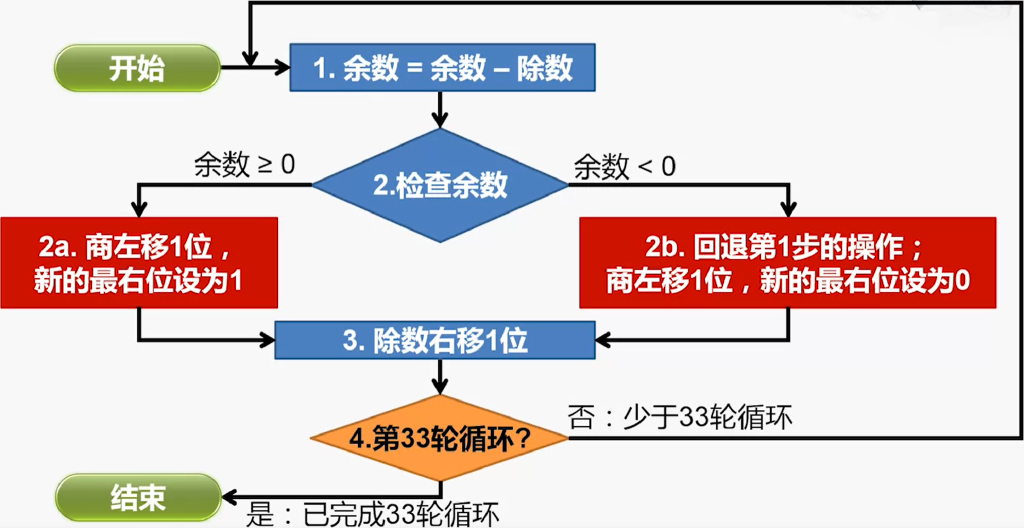 开始
1. 余数 = 余数 – 除数
余数 ≥ 0
2.检查余数
余数 < 0
2a. 商左移1位，
新的最右位设为1
2b. 回退第1步的操作；
商左移1位，新的最右位设为0
3. 除数右移1位
4.第33轮循环?
否：少于33轮循环
结束
是：已完成33轮循环